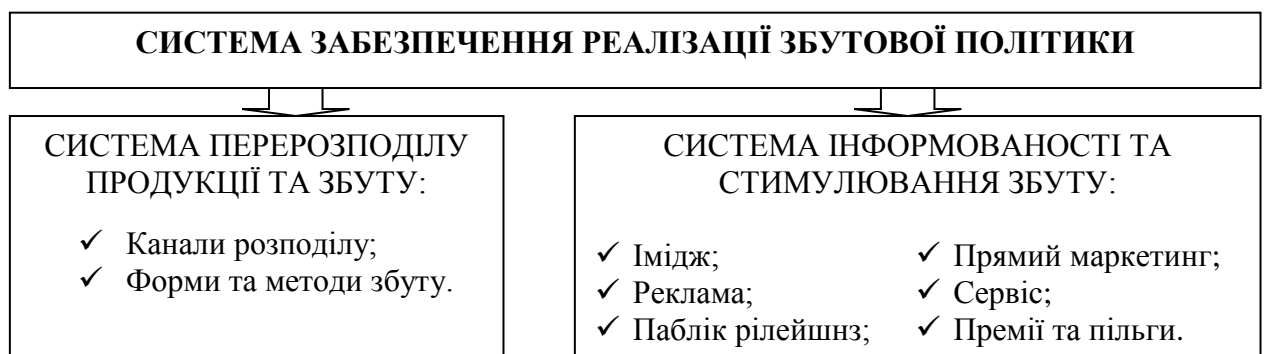 СИСТЕМА ЗАБЕЗПЕЧЕННЯ РЕАЛІЗАЦІЇ ЗБУТОВОЇ ПОЛІТИКИ
СИСТЕМА ПЕРЕРОЗПОДІЛУ
ПРОДУКЦІЇ ТА ЗБУТУ:
✓ Канали розподілу;
✓ Форми та методи збуту.
СИСТЕМА ІНФОРМОВАНОСТІ ТА
СТИМУЛЮВАННЯ ЗБУТУ:
✓ Імідж;
✓ Реклама;
✓ Паблік рілейшнз;
✓ Прямий маркетинг;
✓ Сервіс;
✓ Премії та пільги.